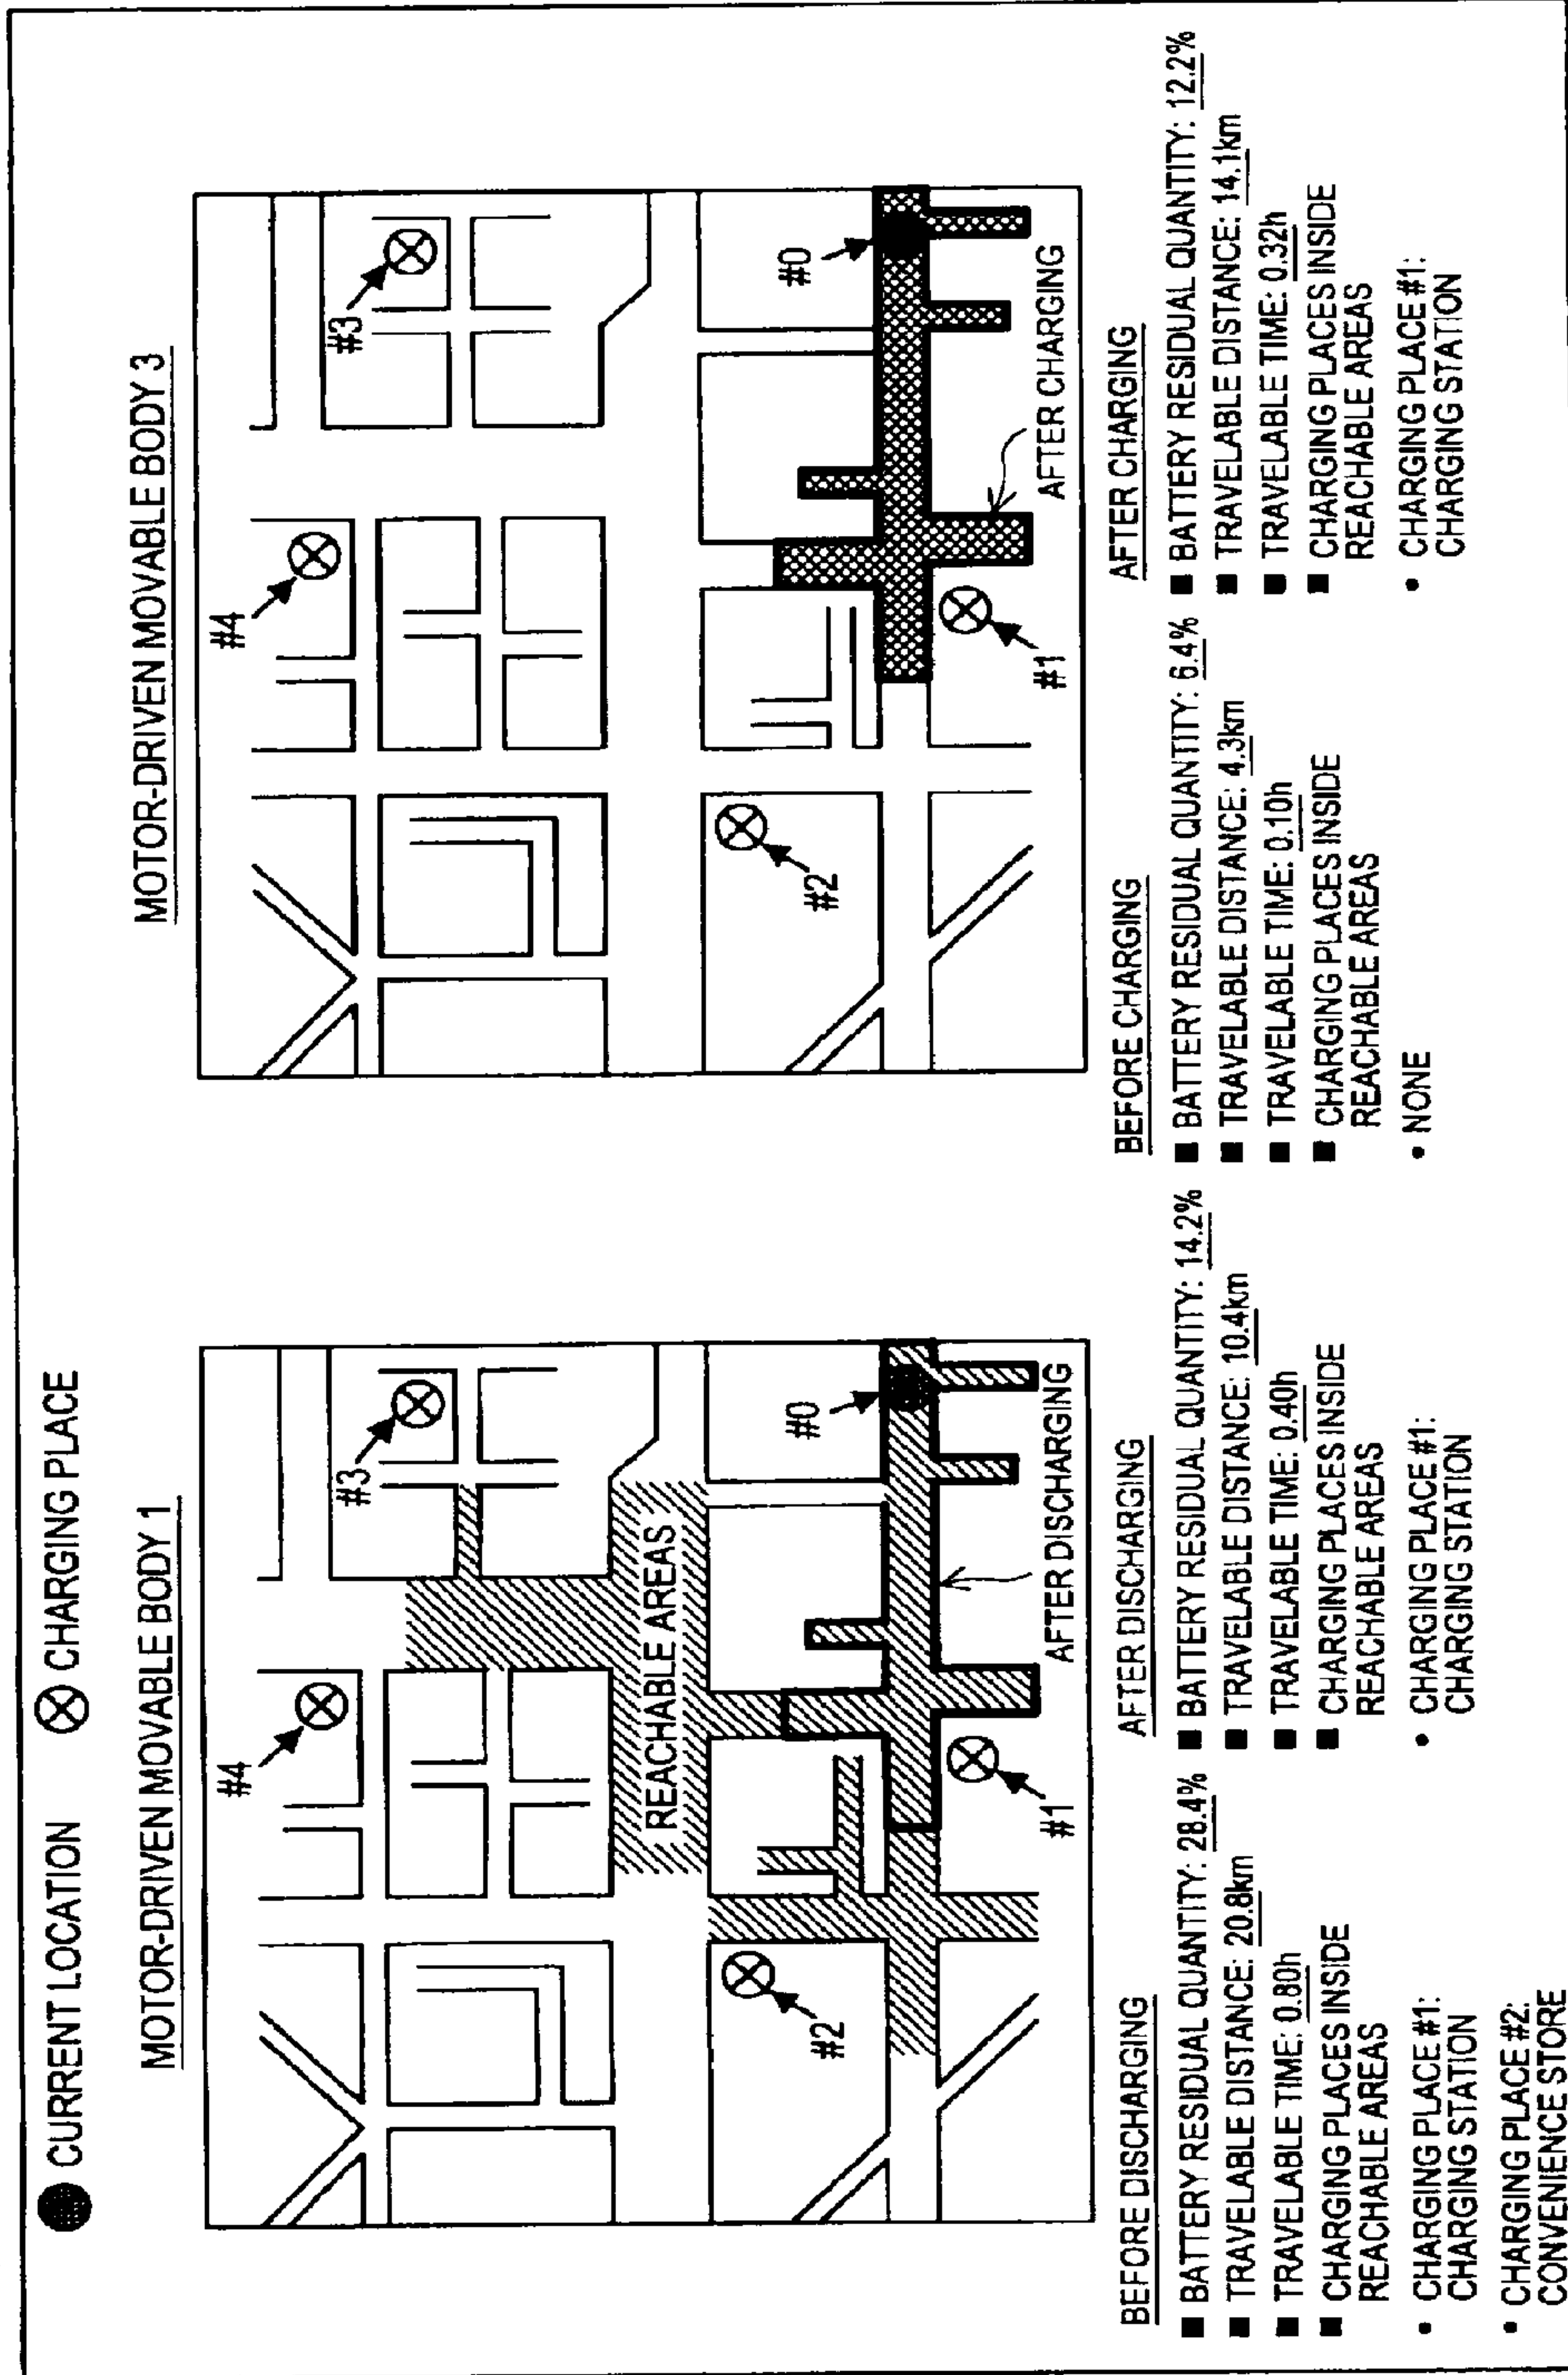 CURRENT LOCATION
CHARGING PLACE
MOTOR-DRIVEN MOVABLE BODY 1
#4
#3
REACHABLE AREAS
#2
#0
#1
AFTER DISCHARGING
BEFORE DISCHARGING
■ BATTERY RESIDUAL QUANTITY: 28.4%
■ TRAVELABLE DISTANCE: 20.8km
■ TRAVELABLE TIME: 0.80h
■ CHARGING PLACES INSIDE
REACHABLE AREAS
• CHARGING PLACE #1:
CHARGING STATION
• CHARGING PLACE #2:
CONVENIENCE STORE
AFTER DISCHARGING
■ BATTERY RESIDUAL QUANTITY: 14.2%
■ TRAVELABLE DISTANCE: 10.4km
■ TRAVELABLE TIME: 0.40h
■ CHARGING PLACES INSIDE
REACHABLE AREAS
• CHARGING PLACE #1:
CHARGING STATION
MOTOR-DRIVEN MOVABLE BODY 3
#4
#3
#2
#0
#1
AFTER CHARGING
BEFORE CHARGING
■ BATTERY RESIDUAL QUANTITY: 6.4%
■ TRAVELABLE DISTANCE: 4.3km
■ TRAVELABLE TIME: 0.10h
■ CHARGING PLACES INSIDE
REACHABLE AREAS
• NONE
AFTER CHARGING
■ BATTERY RESIDUAL QUANTITY: 12.2%
■ TRAVELABLE DISTANCE: 14.1km
■ TRAVELABLE TIME: 0.32h
■ CHARGING PLACES INSIDE
REACHABLE AREAS
• CHARGING PLACE #1:
CHARGING STATION